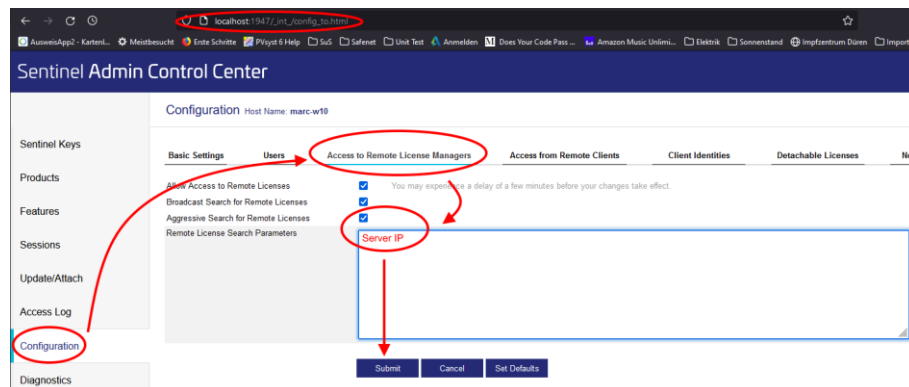 localhost:1947/_int_/config_to.html
AusweisApp2 - Kartenl... Meistbesucht Erste Schritte PVsyst 6 Help SuS Safenet Unit Test Anmelden Does Your Code Pass ... Amazon Music Unlimi... Elektrik Sonnenstand Impfzentrum Düren Import
Sentinel Admin Control Center
Configuration Host Name: marc-w10
Sentinel Keys
Products
Features
Sessions
Update/Attach
Access Log
Configuration
Diagnostics
Basic Settings Users Access to Remote License Managers Access from Remote Clients Client Identities Detachable Licenses
Allow Access to Remote Licenses You may experience a delay of a few minutes before your changes take effect.
Broadcast Search for Remote Licenses
Aggressive Search for Remote Licenses
Remote License Search Parameters
Server IP
Submit Cancel Set Defaults